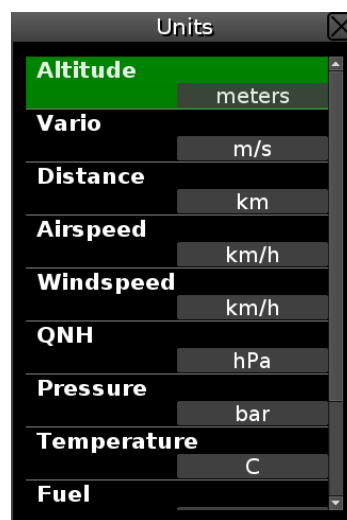 Units
Altitude
meters
Vario
m/s
Distance
km
Airspeed
km/h
Windspeed
km/h
QNH
hPa
Pressure
bar
Temperature
C
Fuel